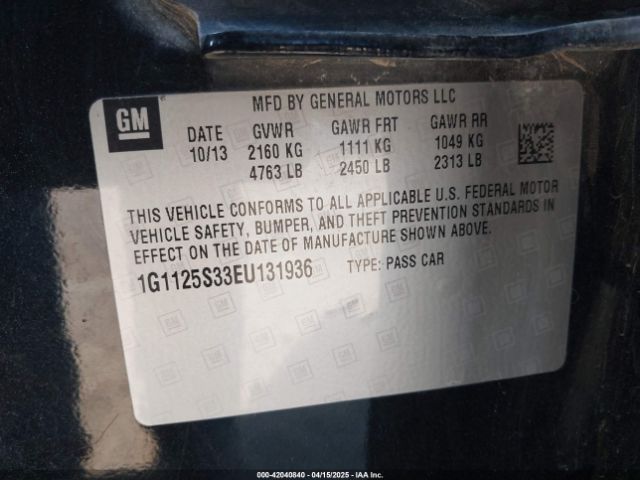 GM
MFD BY GENERAL MOTORS LLC
DATE GVWR GAWR FRT GAWR RR
10/13 2160 KG 1111 KG 1049 KG
4763 LB 2450 LB 2313 LB
THIS VEHICLE CONFORMS TO ALL APPLICABLE U.S. FEDERAL MOTOR
VEHICLE SAFETY, BUMPER, AND THEFT PREVENTION STANDARDS IN
EFFECT ON THE DATE OF MANUFACTURE SHOWN ABOVE.
1G1125S33EU131936 TYPE: PASS CAR
000-42040840 - 04/15/2025 - IAA Inc.